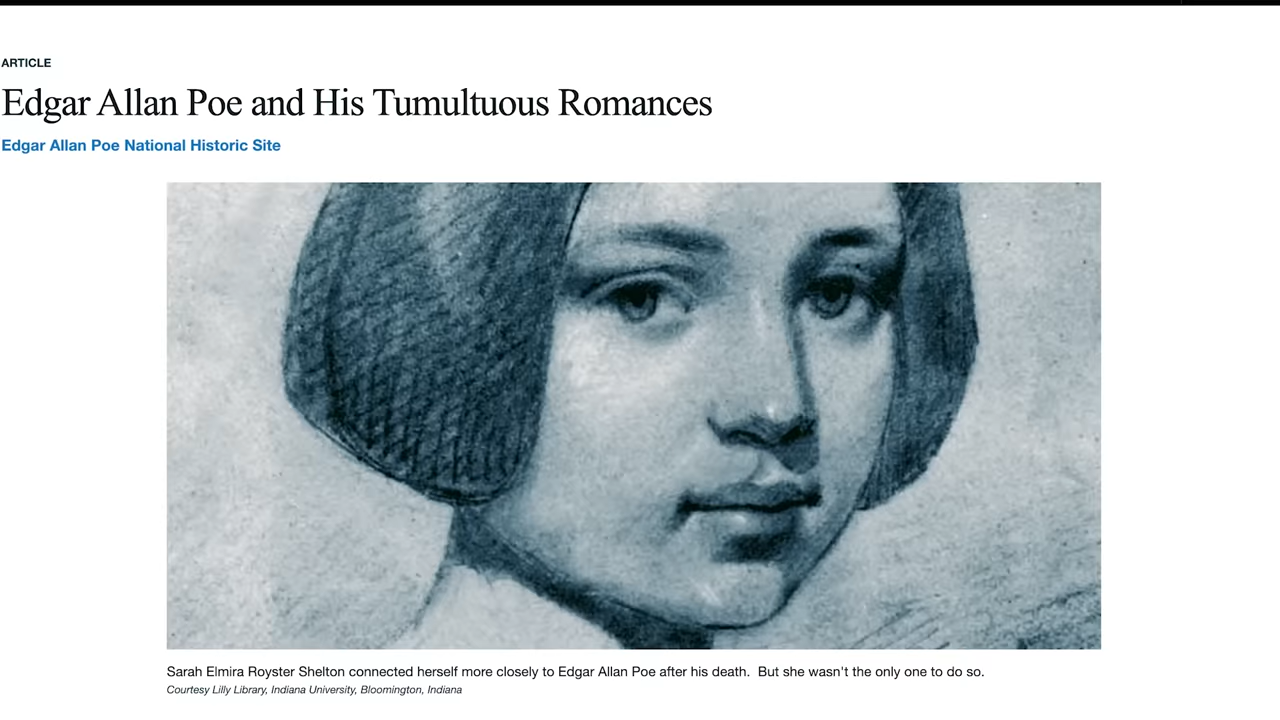 ARTICLE
Edgar Allan Poe and His Tumultuous Romances
Edgar Allan Poe National Historic Site
Sarah Elmira Royster Shelton connected herself more closely to Edgar Allan Poe after his death.  But she wasn't the only one to do so.
Courtesy Lilly Library, Indiana University, Bloomington, Indiana